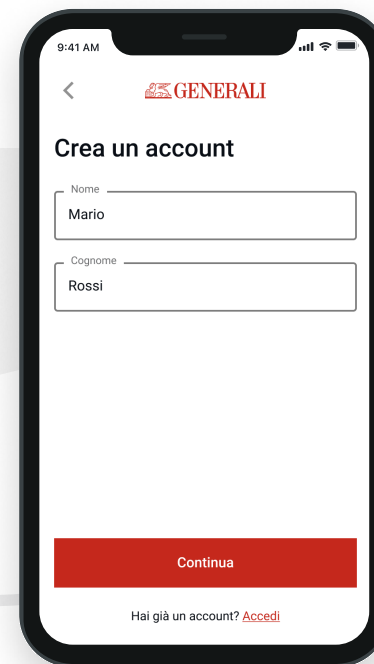 9:41 AM
GENERALI
Crea un account
Nome
Mario
Cognome
Rossi
Continua
Hai già un account? Accedi